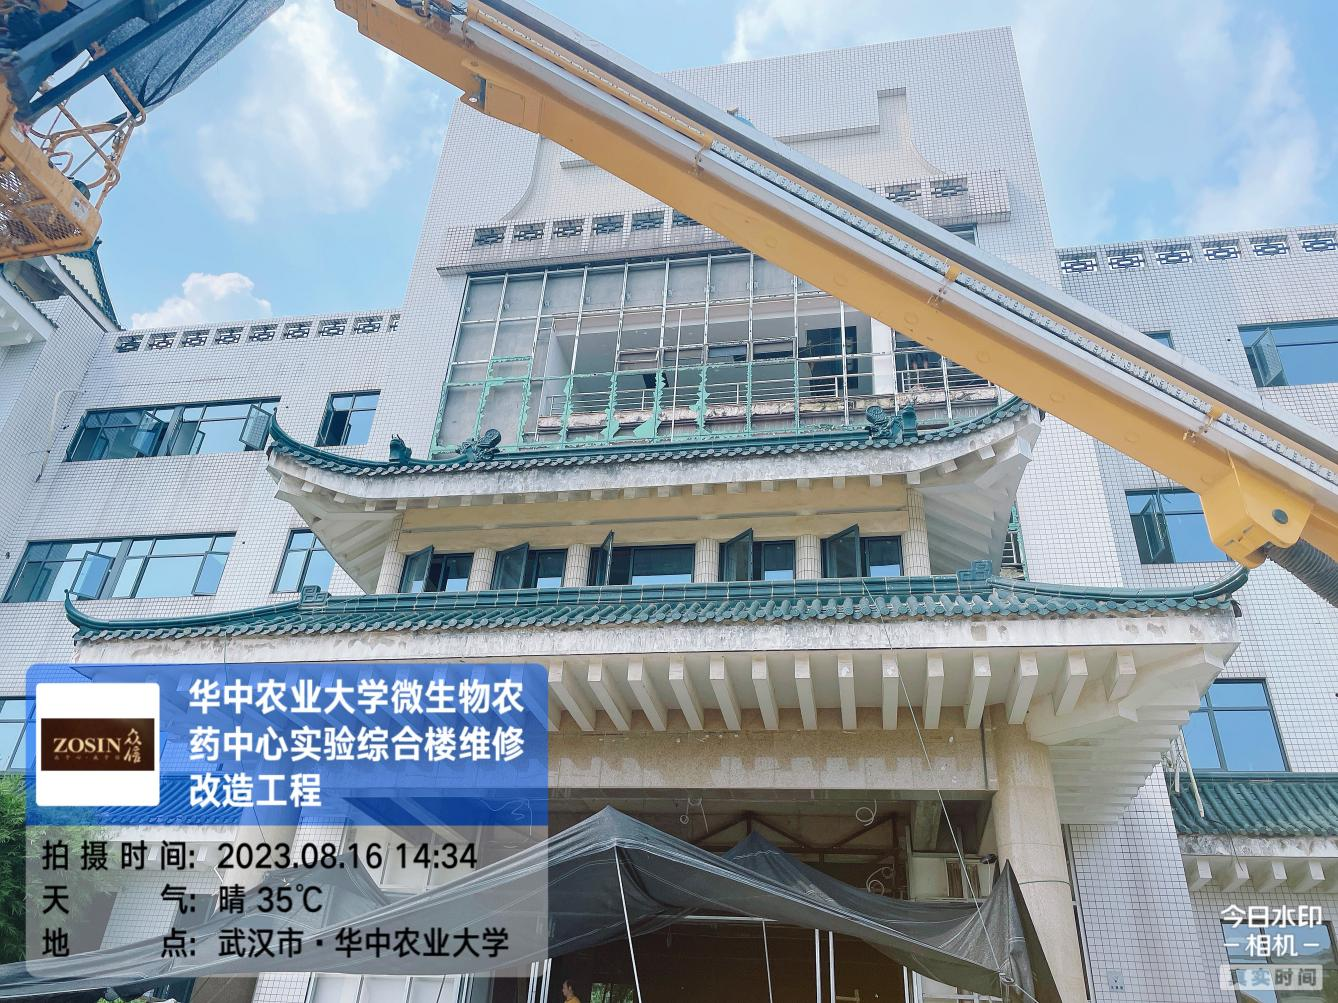 华中农业大学微生物农
药中心实验综合楼维修
改造工程
ZOSIN众信
拍摄时间: 2023.08.16 14:34
天气: 晴 35℃
地点: 武汉市·华中农业大学
今日水印
相机
真实时间